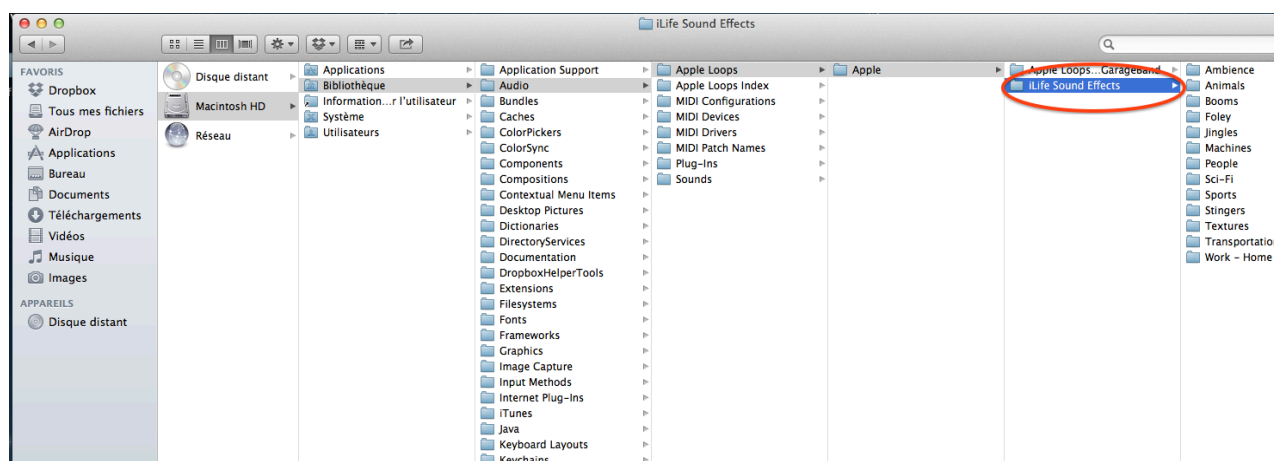 iLife Sound Effects
FAVORIS
Dropbox
Tous mes fichiers
AirDrop
Applications
Bureau
Documents
Téléchargements
Vidéos
Musique
Images
APPAREILS
Disque distant
Disque distant
Macintosh HD
Réseau
Applications
Bibliothèque
Information...r l'utilisateur
Système
Utilisateurs
Application Support
Audio
Bundles
Caches
ColorPickers
ColorSync
Components
Compositions
Contextual Menu Items
Desktop Pictures
Dictionaries
DirectoryServices
Documentation
DropboxHelperTools
Extensions
Filesystems
Fonts
Frameworks
Graphics
Image Capture
Input Methods
Internet Plug-Ins
iTunes
Java
Keyboard Layouts
Keychains
Apple Loops
Apple Loops Index
MIDI Configurations
MIDI Devices
MIDI Drivers
MIDI Patch Names
Plug-Ins
Sounds
Apple
Apple Loops...GarageBand
iLife Sound Effects
Ambience
Animals
Booms
Foley
Jingles
Machines
People
Sci-Fi
Sports
Stingers
Textures
Transportatio
Work - Home